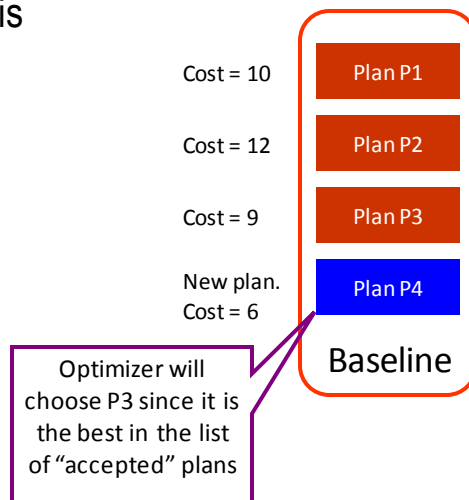 is
Cost = 10
Plan P1
Cost = 12
Plan P2
Cost = 9
Plan P3
New plan.
Cost = 6
Plan P4
Baseline
Optimizer will
choose P3 since it is
the best in the list
of “accepted” plans